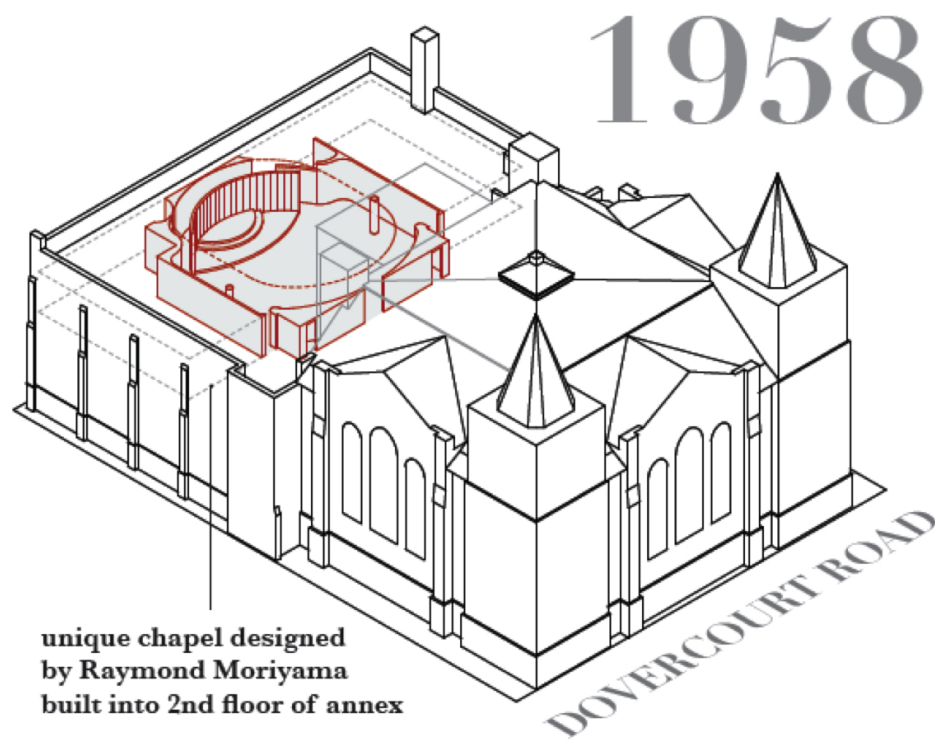 1958
unique chapel designed
by Raymond Moriyama
built into 2nd floor of annex
DOVERCOURT ROAD